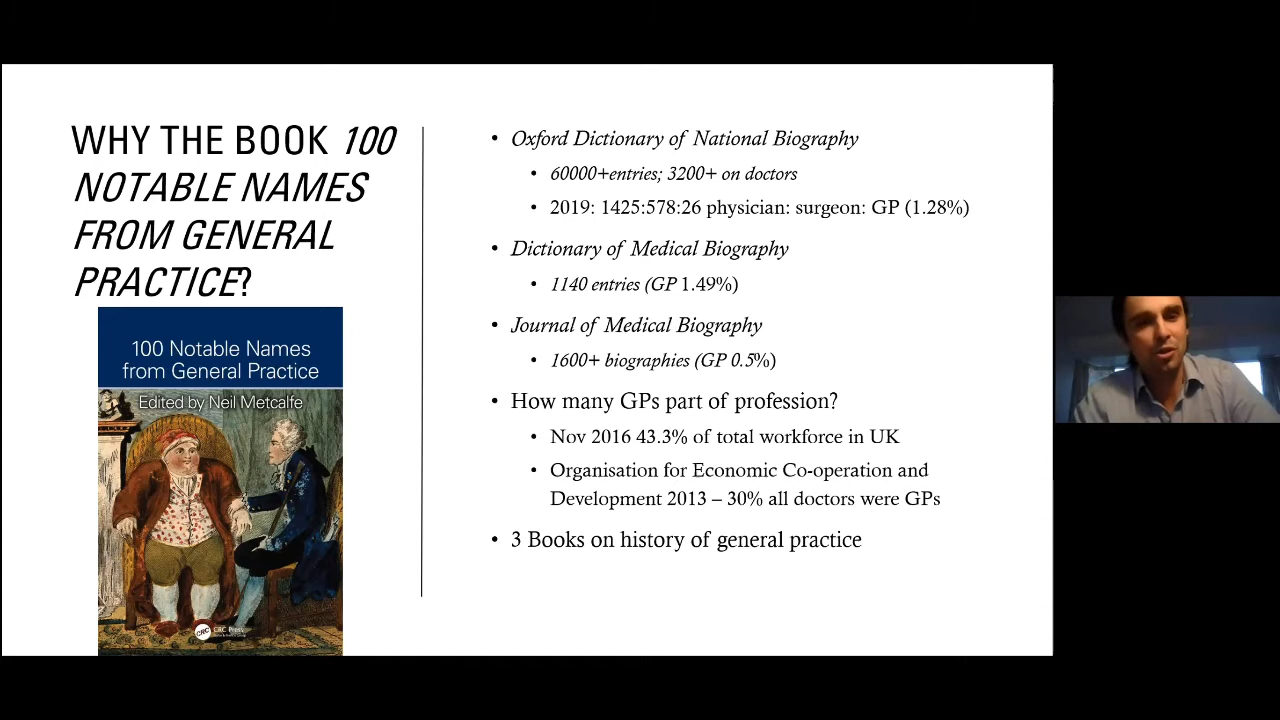 WHY THE BOOK 100
NOTABLE NAMES
FROM GENERAL
PRACTICE?
100 Notable Names
from General Practice
Edited by Neil Metcalfe
CRC Press
• Oxford Dictionary of National Biography
• 60000+entries; 3200+ on doctors
• 2019: 1425:578:26 physician: surgeon: GP (1.28%)
• Dictionary of Medical Biography
• 1140 entries (GP 1.49%)
• Journal of Medical Biography
• 1600+ biographies (GP 0.5%)
• How many GPs part of profession?
• Nov 2016 43.3% of total workforce in UK
• Organisation for Economic Co-operation and
Development 2013 – 30% all doctors were GPs
• 3 Books on history of general practice